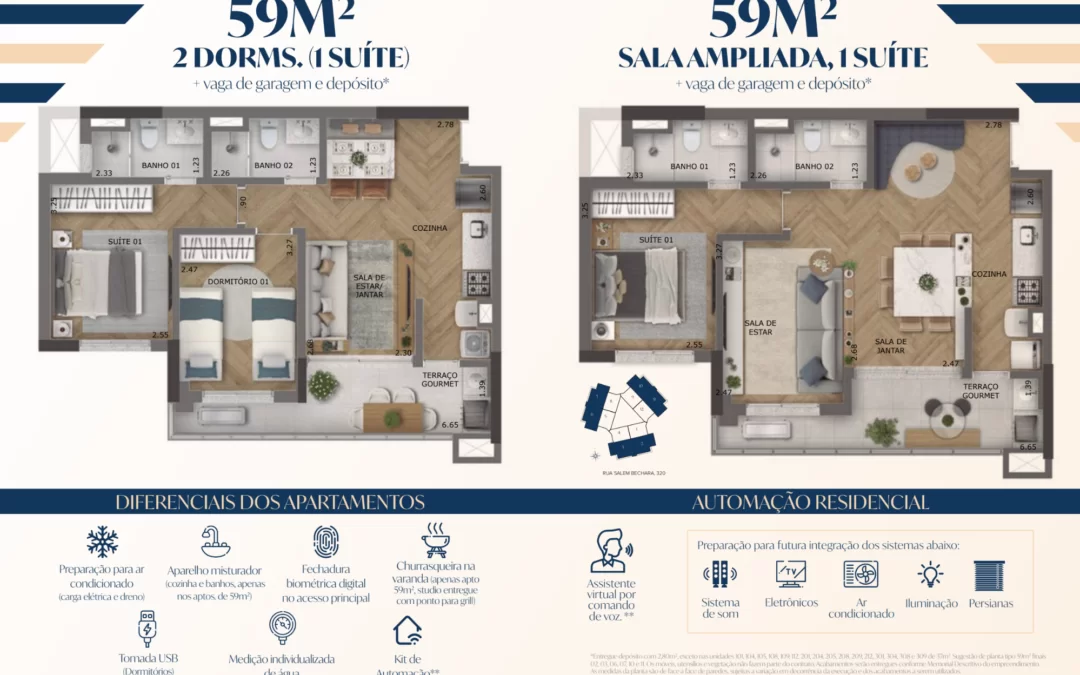 59M²
2 DORMS. (1 SUÍTE)
+ vaga de garagem e depósito*
BANHO 01
BANHO 02
2.33
1.23
2.26
1.23
2.78
3.25
.90
2.60
COZINHA
SUÍTE 01
3.27
2.47
DORMITÓRIO 01
SALA DE
ESTAR/
JANTAR
2.55
2.68
2.30
TERRAÇO
GOURMET
1.39
6.65
59M²
SALA AMPLIADA, 1 SUÍTE
+ vaga de garagem e depósito*
BANHO 01
BANHO 02
2.33
1.23
2.26
1.23
2.78
3.25
2.60
SUÍTE 01
3.27
COZINHA
SALA DE
ESTAR
SALA DE
JANTAR
2.55
2.68
2.47
2.47
TERRAÇO
GOURMET
1.39
6.65
RUA SALEM BECHARA, 320
DIFERENCIAIS DOS APARTAMENTOS
Preparação para ar
condicionado
(carga elétrica e dreno)
Aparelho misturador
(cozinha e banhos, apenas
nos aptos. de 59m²)
Fechadura
biométrica digital
no acesso principal
Churrasqueira na
varanda (apenas apto
59m², studio entregue
com ponto para grill)
Tomada USB
(Dormitórios)
Medição individualizada
de água
Kit de
Automação**
AUTOMAÇÃO RESIDENCIAL
Assistente
virtual por
comando
de voz. **
Preparação para futura integração dos sistemas abaixo:
TV
Sistema
de som
Eletrônicos
Ar
condicionado
Iluminação
Persianas